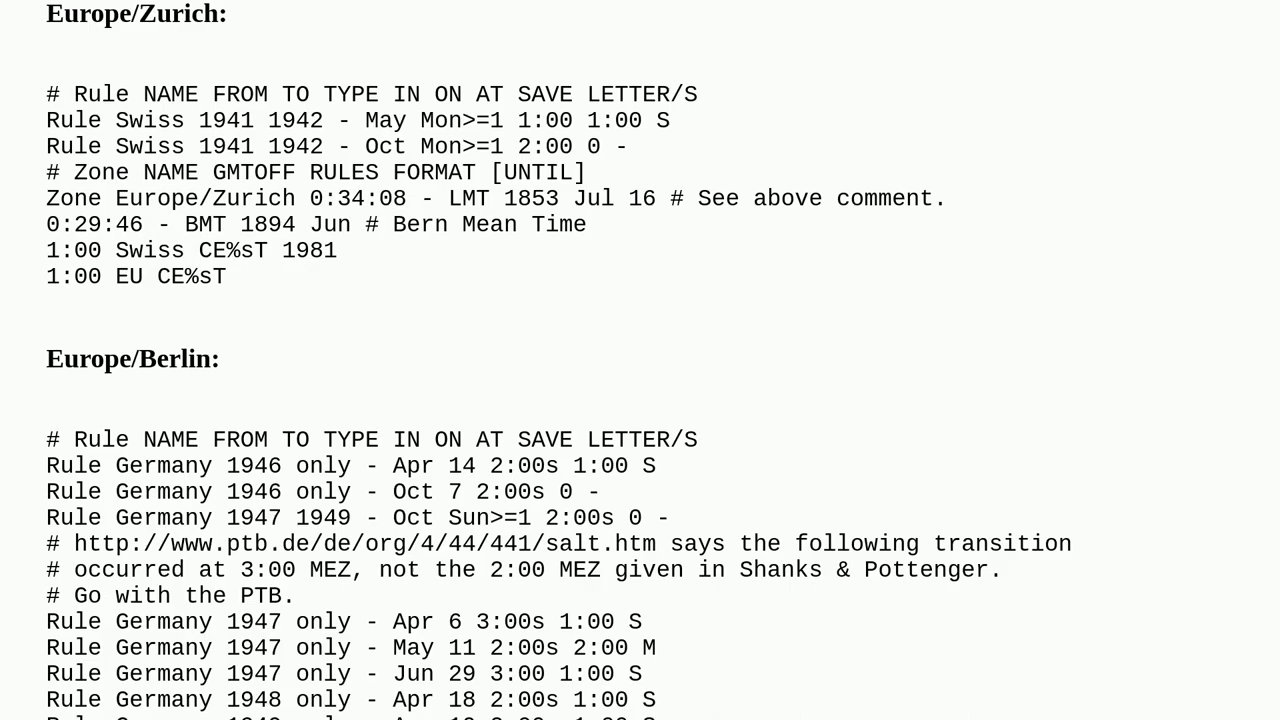 Europe/Zurich:
# Rule NAME FROM TO TYPE IN ON AT SAVE LETTER/S
Rule Swiss 1941 1942 - May Mon>=1 1:00 1:00 S
Rule Swiss 1941 1942 - Oct Mon>=1 2:00 0 -
# Zone NAME GMTOFF RULES FORMAT [UNTIL]
Zone Europe/Zurich 0:34:08 - LMT 1853 Jul 16 # See above comment.
0:29:46 - BMT 1894 Jun # Bern Mean Time
1:00 Swiss CE%sT 1981
1:00 EU CE%sT
Europe/Berlin:
# Rule NAME FROM TO TYPE IN ON AT SAVE LETTER/S
Rule Germany 1946 only - Apr 14 2:00s 1:00 S
Rule Germany 1946 only - Oct 7 2:00s 0 -
Rule Germany 1947 1949 - Oct Sun>=1 2:00s 0 -
# http://www.ptb.de/de/org/4/44/441/salt.htm says the following transition
# occurred at 3:00 MEZ, not the 2:00 MEZ given in Shanks & Pottenger.
# Go with the PTB.
Rule Germany 1947 only - Apr 6 3:00s 1:00 S
Rule Germany 1947 only - May 11 2:00s 2:00 M
Rule Germany 1947 only - Jun 29 3:00 1:00 S
Rule Germany 1948 only - Apr 18 2:00s 1:00 S